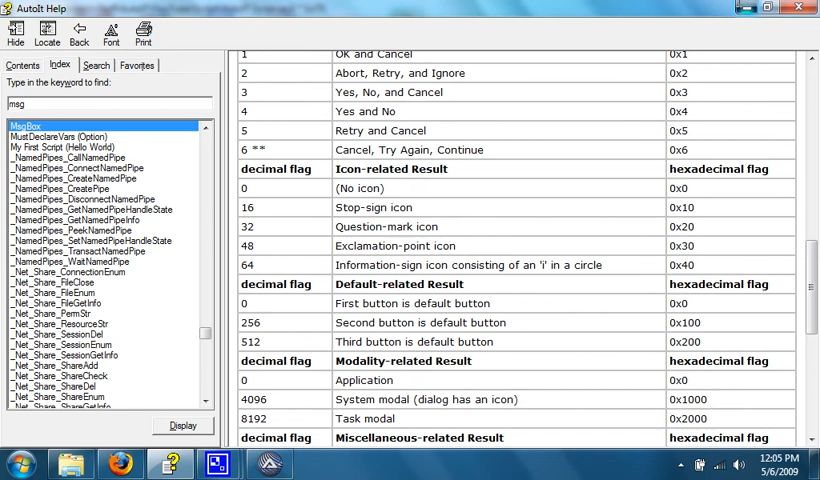 AutoIt Help
Hide Locate Back Font Print
Contents Index Search Favorites
Type in the keyword to find:
msg
MsgBox
MustDeclareVars (Option)
My First Script (Hello World)
_NamedPipes_CallNamedPipe
_NamedPipes_ConnectNamedPipe
_NamedPipes_CreateNamedPipe
_NamedPipes_CreatePipe
_NamedPipes_DisconnectNamedPipe
_NamedPipes_GetNamedPipeHandleState
_NamedPipes_GetNamedPipeInfo
_NamedPipes_PeekNamedPipe
_NamedPipes_SetNamedPipeHandleState
_NamedPipes_TransactNamedPipe
_NamedPipes_WaitNamedPipe
_Net_Share_ConnectionEnum
_Net_Share_FileClose
_Net_Share_FileEnum
_Net_Share_FileGetInfo
_Net_Share_PermStr
_Net_Share_ResourceStr
_Net_Share_SessionDel
_Net_Share_SessionEnum
_Net_Share_SessionGetInfo
_Net_Share_ShareAdd
_Net_Share_ShareCheck
_Net_Share_ShareDel
_Net_Share_ShareEnum
_Net_Share_ShareGetInfo
Display
1 OK and Cancel 0x1
2 Abort, Retry, and Ignore 0x2
3 Yes, No, and Cancel 0x3
4 Yes and No 0x4
5 Retry and Cancel 0x5
6 ** Cancel, Try Again, Continue 0x6
decimal flag Icon-related Result hexadecimal flag
0 (No icon) 0x0
16 Stop-sign icon 0x10
32 Question-mark icon 0x20
48 Exclamation-point icon 0x30
64 Information-sign icon consisting of an 'i' in a circle 0x40
decimal flag Default-related Result hexadecimal flag
0 First button is default button 0x0
256 Second button is default button 0x100
512 Third button is default button 0x200
decimal flag Modality-related Result hexadecimal flag
0 Application 0x0
4096 System modal (dialog has an icon) 0x1000
8192 Task modal 0x2000
decimal flag Miscellaneous-related Result hexadecimal flag
12:05 PM
5/6/2009